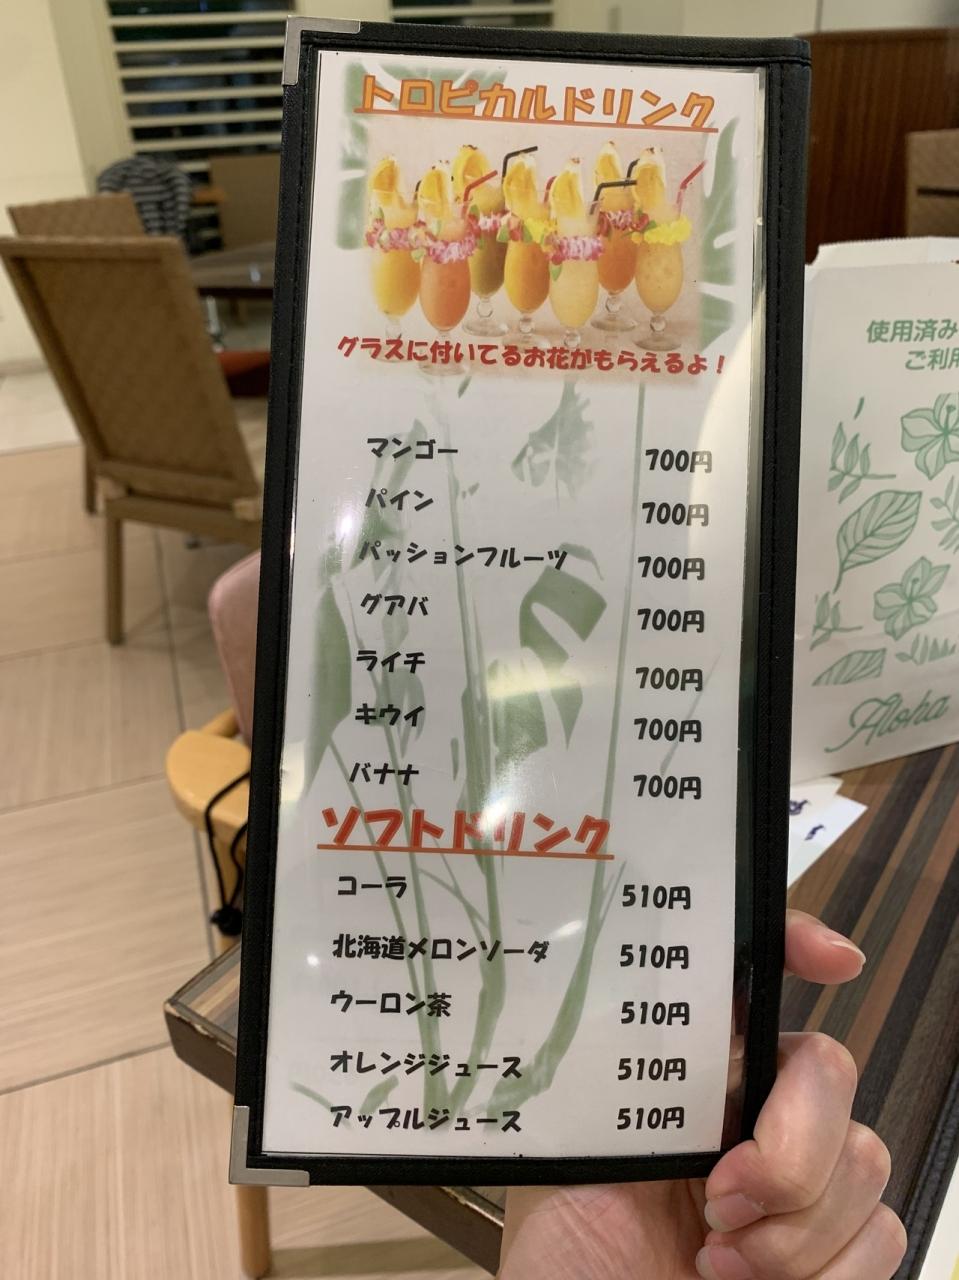 トロピカルドリンク
グラスに付いてるお花がもらえるよ！
マンゴー 700円
パイン 700円
パッションフルーツ 700円
グアバ 700円
ライチ 700円
キウイ 700円
バナナ 700円
ソフトドリンク
コーラ 510円
北海道メロンソーダ 510円
ウーロン茶 510円
オレンジジュース 510円
アップルジュース 510円
使用済み
ご利用
Aloha